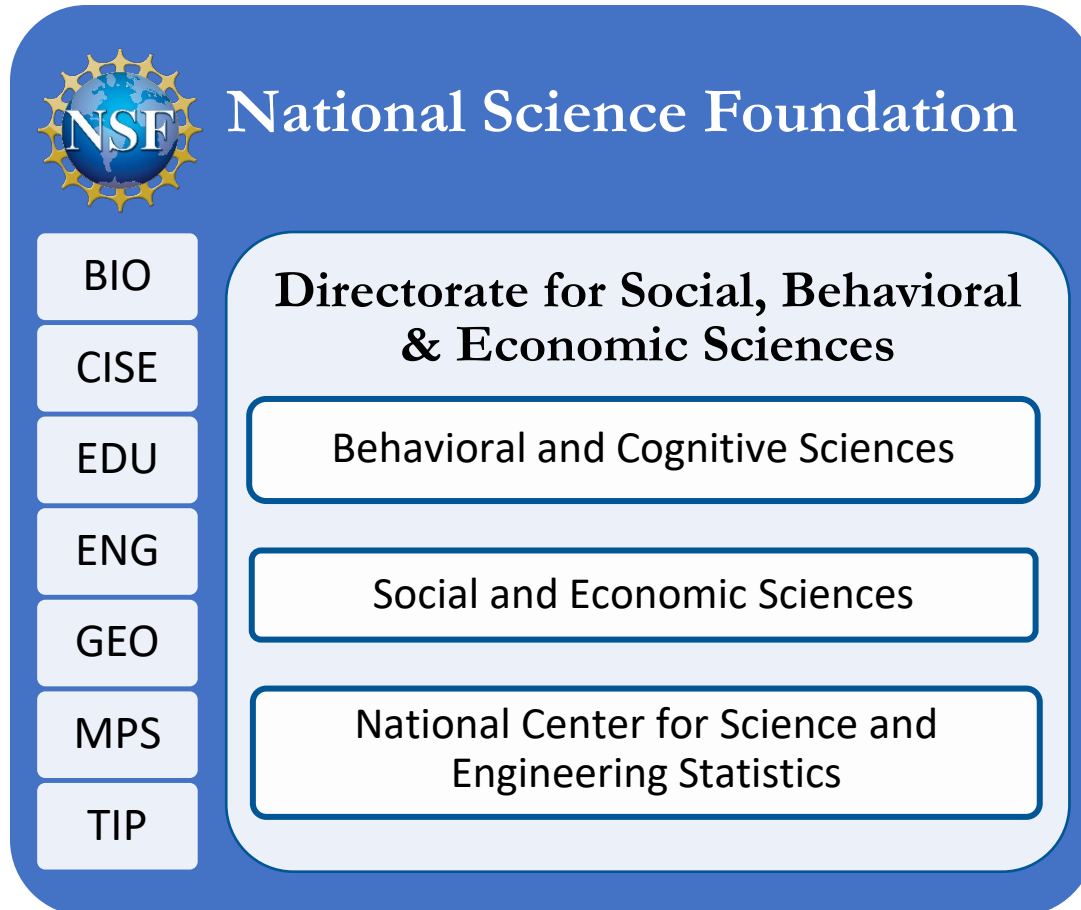 NSF
National Science Foundation
BIO
CISE
EDU
ENG
GEO
MPS
TIP
Directorate for Social, Behavioral
& Economic Sciences
Behavioral and Cognitive Sciences
Social and Economic Sciences
National Center for Science and
Engineering Statistics